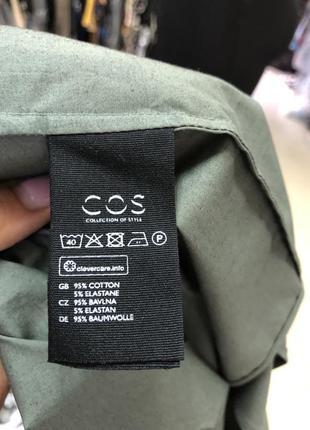 COS
COLLECTION OF STYLE
40 P
clevercare.info
GB 95% COTTON
5% ELASTANE
CZ 95% BAVLNA
5% ELASTAN
DE 95% BAUMWOLLE